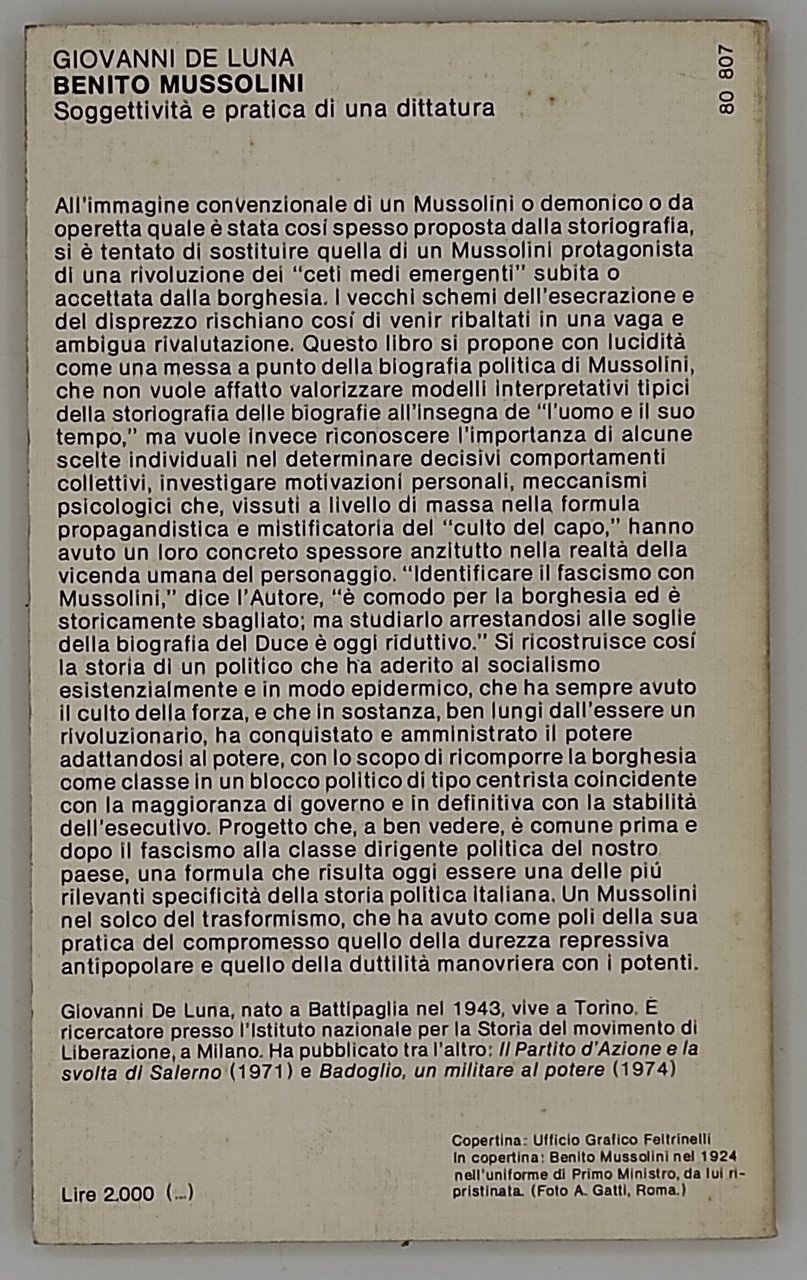 GIOVANNI DE LUNA
BENITO MUSSOLINI
Soggettività e pratica di una dittatura
80 807
All'immagine convenzionale di un Mussolini o demonico o da
operetta quale è stata cosí spesso proposta dalla storiografia,
si è tentato di sostituire quella di un Mussolini protagonista
di una rivoluzione dei “ceti medi emergenti” subita o
accettata dalla borghesia. I vecchi schemi dell'esecrazione e
del disprezzo rischiano cosí di venir ribaltati in una vaga e
ambigua rivalutazione. Questo libro si propone con lucidità
come una messa a punto della biografia politica di Mussolini,
che non vuole affatto valorizzare modelli interpretativi tipici
della storiografia delle biografie all'insegna de “l'uomo e il suo
tempo,” ma vuole invece riconoscere l'importanza di alcune
scelte individuali nel determinare decisivi comportamenti
collettivi, investigare motivazioni personali, meccanismi
psicologici che, vissuti a livello di massa nella formula
propagandistica e mistificatoria del “culto del capo,” hanno
avuto un loro concreto spessore anzitutto nella realtà della
vicenda umana del personaggio. “Identificare il fascismo con
Mussolini,” dice l'Autore, “è comodo per la borghesia ed è
storicamente sbagliato; ma studiarlo arrestandosi alle soglie
della biografia del Duce è oggi riduttivo.” Si ricostruisce cosí
la storia di un politico che ha aderito al socialismo
esistenzialmente e in modo epidermico, che ha sempre avuto
il culto della forza, e che in sostanza, ben lungi dall'essere un
rivoluzionario, ha conquistato e amministrato il potere
adattandosi al potere, con lo scopo di ricomporre la borghesia
come classe in un blocco politico di tipo centrista coincidente
con la maggioranza di governo e in definitiva con la stabilità
dell'esecutivo. Progetto che, a ben vedere, è comune prima e
dopo il fascismo alla classe dirigente politica del nostro
paese, una formula che risulta oggi essere una delle piú
rilevanti specificità della storia politica italiana. Un Mussolini
nel solco del trasformismo, che ha avuto come poli della sua
pratica del compromesso quello della durezza repressiva
antipopolare e quello della duttilità manovriera con i potenti.
Giovanni De Luna, nato a Battipaglia nel 1943, vive a Torino. È
ricercatore presso l'Istituto nazionale per la Storia del movimento di
Liberazione, a Milano. Ha pubblicato tra l'altro: Il Partito d'Azione e la
svolta di Salerno (1971) e Badoglio, un militare al potere (1974)
Copertina: Ufficio Grafico Feltrinelli
In copertina: Benito Mussolini nel 1924
nell'uniforme di Primo Ministro, da lui ri-
pristinata. (Foto A. Gatti, Roma.)
Lire 2.000 (...)